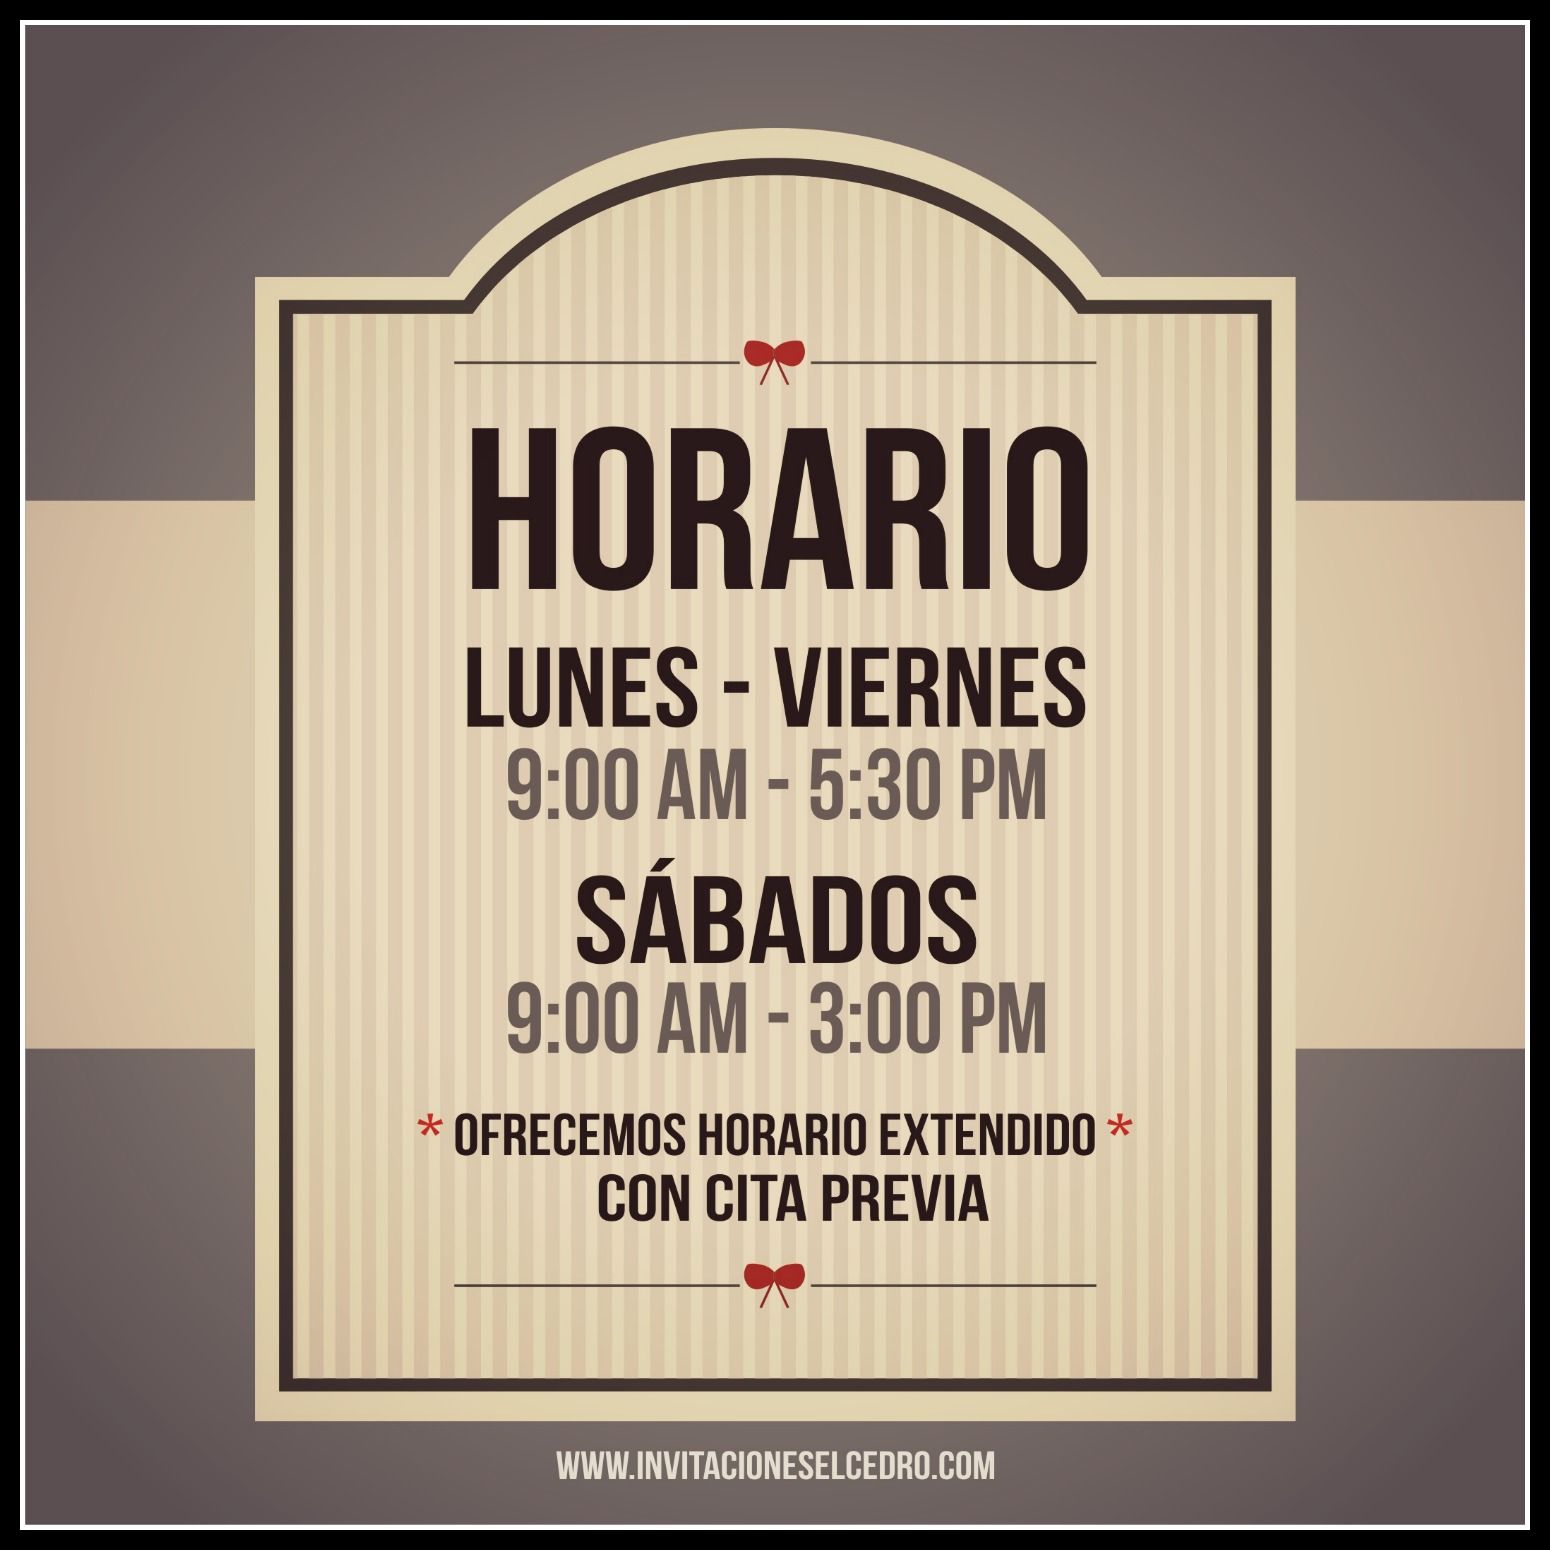 HORARIO
LUNES - VIERNES
9:00 AM - 5:30 PM
SÁBADOS
9:00 AM - 3:00 PM
* OFRECEMOS HORARIO EXTENDIDO *
CON CITA PREVIA
WWW.INVITACIONESELCEDRO.COM